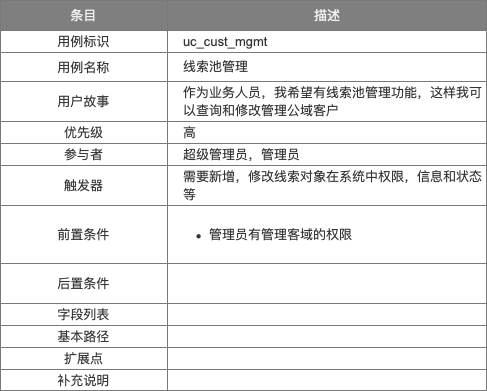 条目 描述
用例标识 uc_cust_mgmt
用例名称 线索池管理
用户故事 作为业务人员，我希望有线索池管理功能，这样我可
以查询和修改管理公域客户
优先级 高
参与者 超级管理员，管理员
触发器 需要新增，修改线索对象在系统中权限，信息和状态
等
前置条件 • 管理员有管理客域的权限
后置条件
字段列表
基本路径
扩展点
补充说明